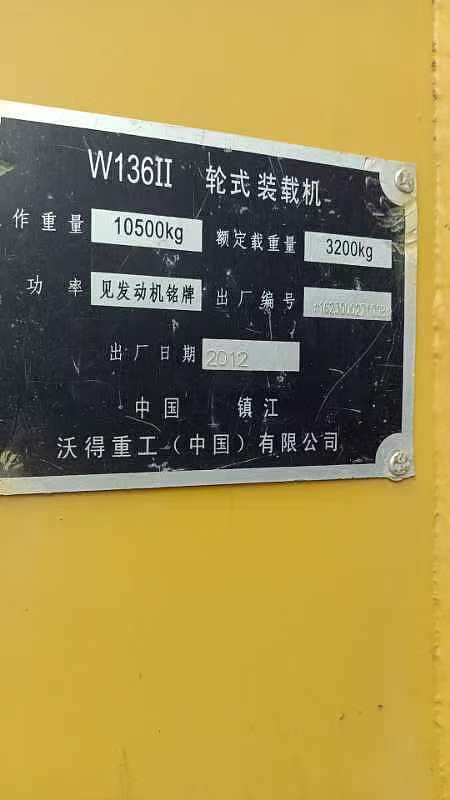 W136II 轮式装载机
作重量 10500kg 额定载重量 3200kg
功率 见发动机铭牌 出厂编号
出厂日期 2012
中国 镇江
沃得重工(中国)有限公司